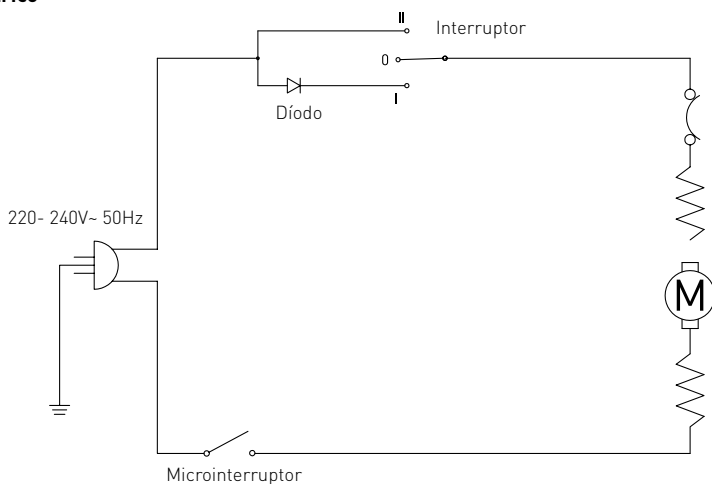 II
Interruptor
0
I
Díodo
220- 240V~ 50Hz
M
Microinterruptor